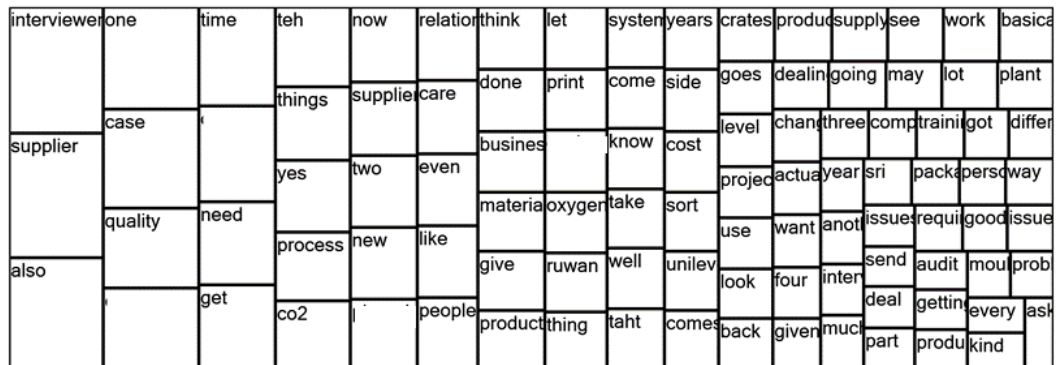 interviewer
supplier
also
one
case
quality
time
need
get
teh
things
yes
process
co2
now
supplier
two
new
relation
care
even
like
people
think
done
busines
materia
give
product
let
print
oxygen
ruwan
thing
system
come
know
take
well
taht
years
side
cost
sort
unilev
comes
crates
goes
level
projec
use
look
back
produc
dealin
chang
actua
want
four
given
supply
going
three
year
anot
inter
much
see
may
comp
sri
issues
send
deal
part
work
lot
traini
packa
requi
audit
getting
produ
basica
plant
got
differ
perso
way
good
issue
moul
probl
every
kind
ask